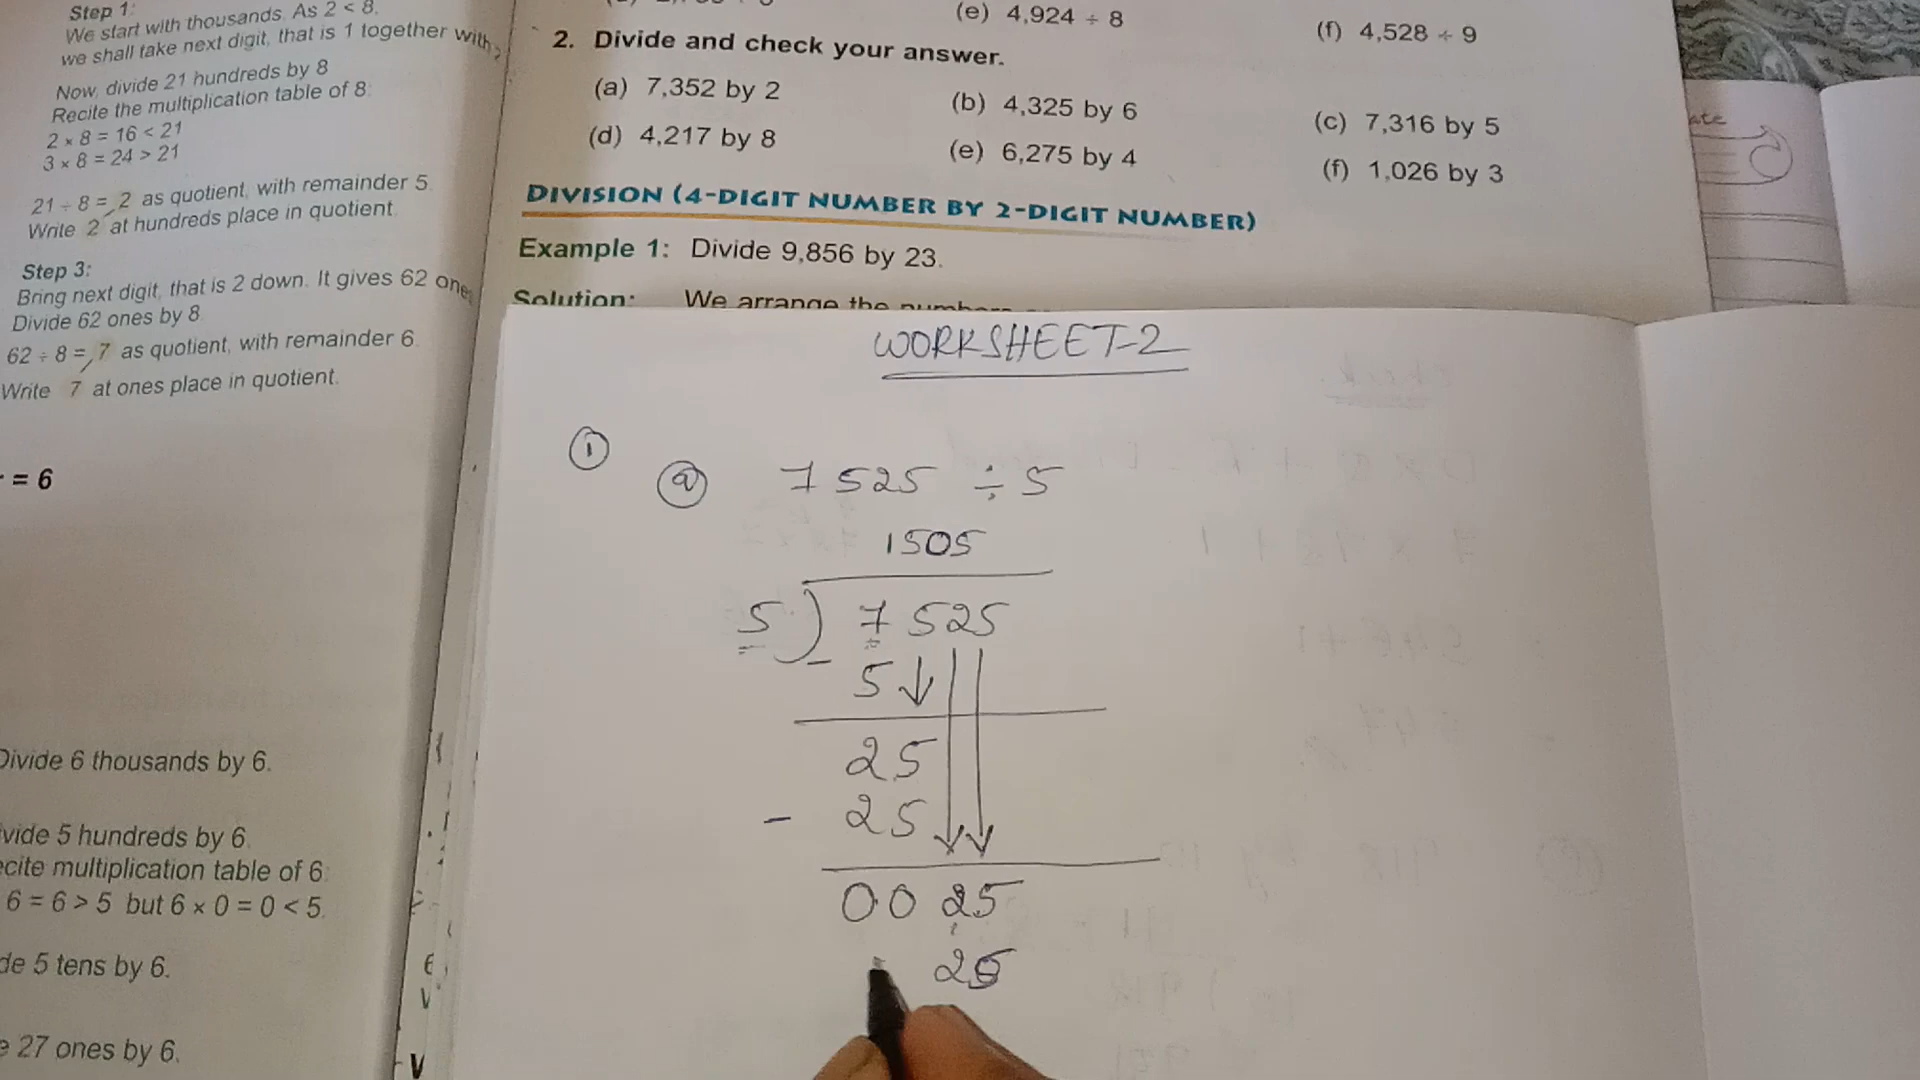 Step 1:
We start with thousands. As 2 < 8,
we shall take next digit, that is 1 together with
Now, divide 21 hundreds by 8
Recite the multiplication table of 8:
2 × 8 = 16 < 21
3 × 8 = 24 > 21
21 ÷ 8 = 2 as quotient, with remainder 5.
Write 2 at hundreds place in quotient.
Step 3:
Bring next digit, that is 2 down. It gives 62 ones
Divide 62 ones by 8
62 ÷ 8 = 7 as quotient, with remainder 6.
Write 7 at ones place in quotient.
= 6
Divide 6 thousands by 6.
5 hundreds by 6.
multiplication table of 6:
6 = 6 > 5 but 6 × 0 = 0 < 5.
5 tens by 6.
27 ones by 6.
(e) 4,924 ÷ 8
(f) 4,528 ÷ 9
2. Divide and check your answer.
(a) 7,352 by 2
(b) 4,325 by 6
(c) 7,316 by 5
(d) 4,217 by 8
(e) 6,275 by 4
(f) 1,026 by 3
DIVISION (4-DIGIT NUMBER BY 2-DIGIT NUMBER)
Example 1: Divide 9,856 by 23.
Solution: We arrange the numbers
WORKSHEET-2
1
a 7525 ÷ 5
1505
5) 7525
- 5
25
- 25
0025
25